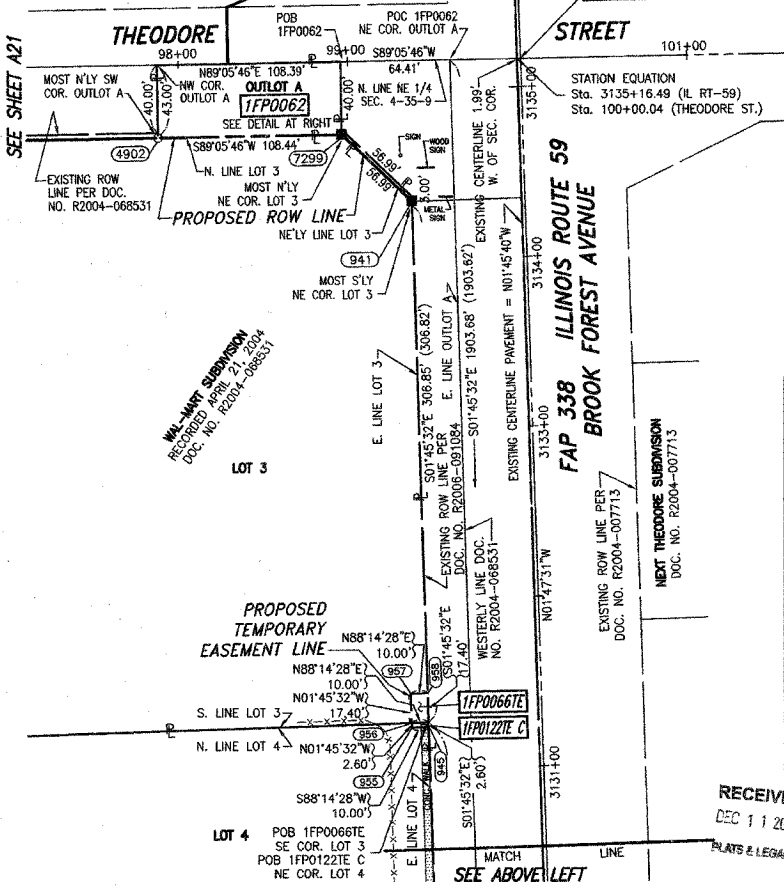 THEODORE
STREET
SEE SHEET A21
98+00
99+00
101+00
POB
1FP0062
POC 1FP0062
NE COR. OUTLOT A
S89°05'46"W
64.41'
N. LINE NE 1/4
SEC. 4-35-9
MOST N'LY SW
COR. OUTLOT A
40.00'
43.00'
NW COR.
OUTLOT A
N89°05'46"E 108.39'
OUTLOT A
1FP0062
SEE DETAIL AT RIGHT
40.00'
S89°05'46"W 108.44'
4902
7299
N. LINE LOT 3
MOST N'LY
NE COR. LOT 3
EXISTING ROW
LINE PER DOC.
NO. R2004-068531
PROPOSED ROW LINE
56.99'
56.99'
SIGN
WOOD
SIGN
METAL
SIGN
NE'LY LINE LOT 3
941
MOST S'LY
NE COR. LOT 3
EXISTING CENTERLINE 1.99'
W. OF SEC. COR.
3135+00
STATION EQUATION
Sta. 3135+16.49 (IL RT-59)
Sta. 100+00.04 (THEODORE ST.)
FAP 338 ILLINOIS ROUTE 59
BROOK FOREST AVENUE
3134+00
3133+00
3131+00
EXISTING CENTERLINE PAVEMENT = N01°45'40"W
N01°47'31"W
E. LINE OUTLOT A
S01°45'32"E 1903.68' (1903.62')
E. LINE LOT 3
S01°45'32"E 306.85' (306.82')
EXISTING ROW LINE PER
DOC. NO. R2006-091084
WESTERLY LINE DOC.
NO. R2004-068531
EXISTING ROW LINE PER
DOC. NO. R2004-007713
NEXT THEODORE SUBDIVISION
DOC. NO. R2004-007713
WAL-MART SUBDIVISION
RECORDED APRIL 21, 2004
DOC. NO. R2004-068531
LOT 3
PROPOSED
TEMPORARY
EASEMENT LINE
N88°14'28"E
10.00'
957
958
S01°45'32"E
17.40'
N88°14'28"E
10.00'
N01°45'32"W
17.40'
1FP0066TE
1FP0122TE C
S. LINE LOT 3
N. LINE LOT 4
956
N01°45'32"W
2.60'
955
945
S01°45'32"E
2.60'
S88°14'28"W
10.00'
CONC. WALK
E. LINE LOT 4
LOT 4
POB 1FP0066TE
SE COR. LOT 3
POB 1FP0122TE C
NE COR. LOT 4
MATCH LINE
SEE ABOVE LEFT
RECEIVE
DEC 1 1 20
PLATS & LEGA